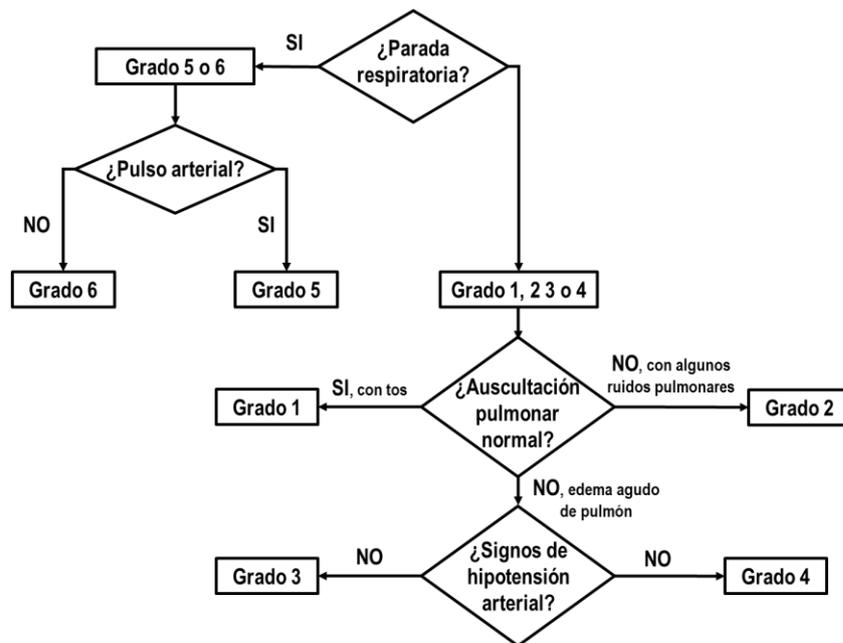 SI
¿Parada
respiratoria?
Grado 5 o 6
¿Pulso arterial?
NO
SI
Grado 6
Grado 5
Grado 1, 2 3 o 4
SI, con tos
¿Auscultación
pulmonar
normal?
NO, con algunos
ruidos pulmonares
Grado 1
Grado 2
NO, edema agudo
de pulmón
NO
¿Signos de
hipotensión
arterial?
NO
Grado 3
Grado 4